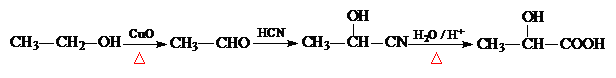 OH OH
CH₃—CH₂—OH CuO △ CH₃—CHO HCN CH₃—CH—CN H₂O / H⁺ △ CH₃—CH—COOH